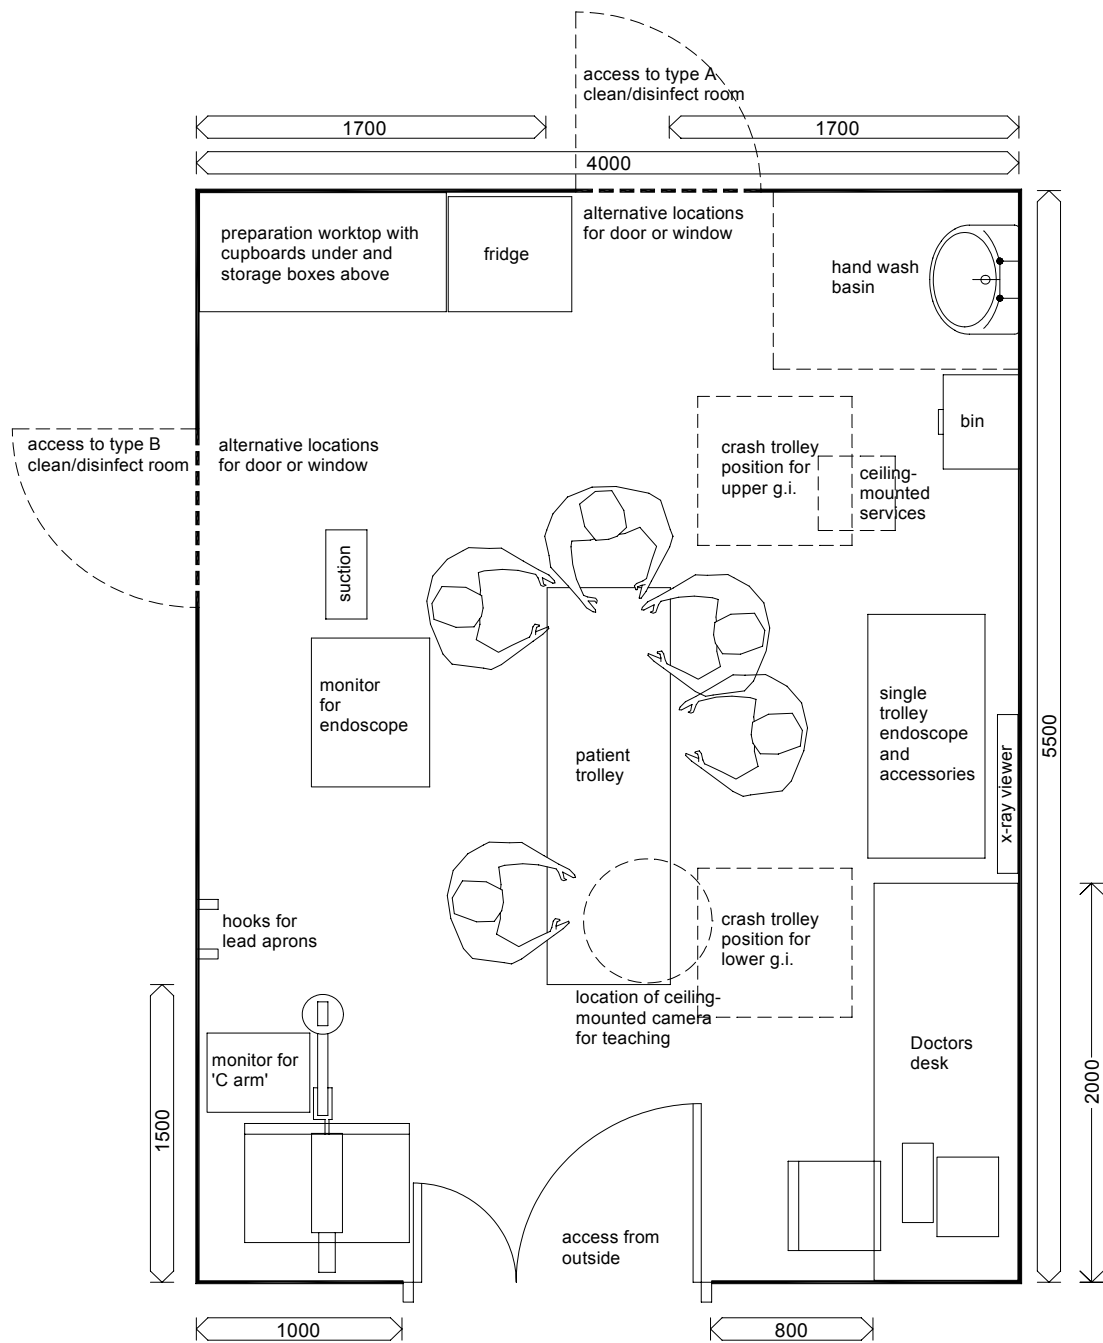 access to type A
clean/disinfect room
1700
1700
4000
preparation worktop with
cupboards under and
storage boxes above
fridge
alternative locations
for door or window
hand wash
basin
access to type B
clean/disinfect room
alternative locations
for door or window
crash trolley
position for
upper g.i.
ceiling-
mounted
services
bin
suction
monitor
for
endoscope
patient
trolley
single
trolley
endoscope
and
accessories
x-ray viewer
5500
hooks for
lead aprons
crash trolley
position for
lower g.i.
location of ceiling-
mounted camera
for teaching
monitor for
'C arm'
Doctors
desk
1500
2000
access from
outside
1000
800